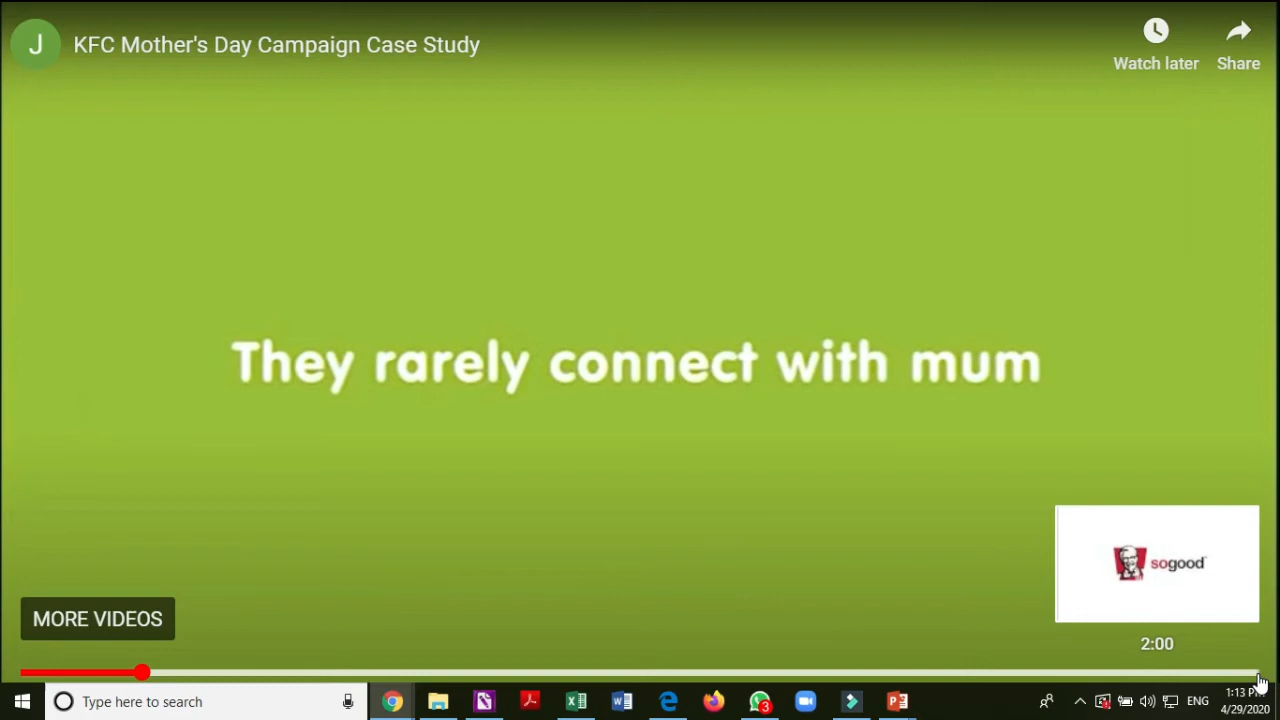 J
KFC Mother's Day Campaign Case Study
Watch later
Share
They rarely connect with mum
sogood
MORE VIDEOS
2:00
Type here to search
3
ENG
1:13
4/29/2020